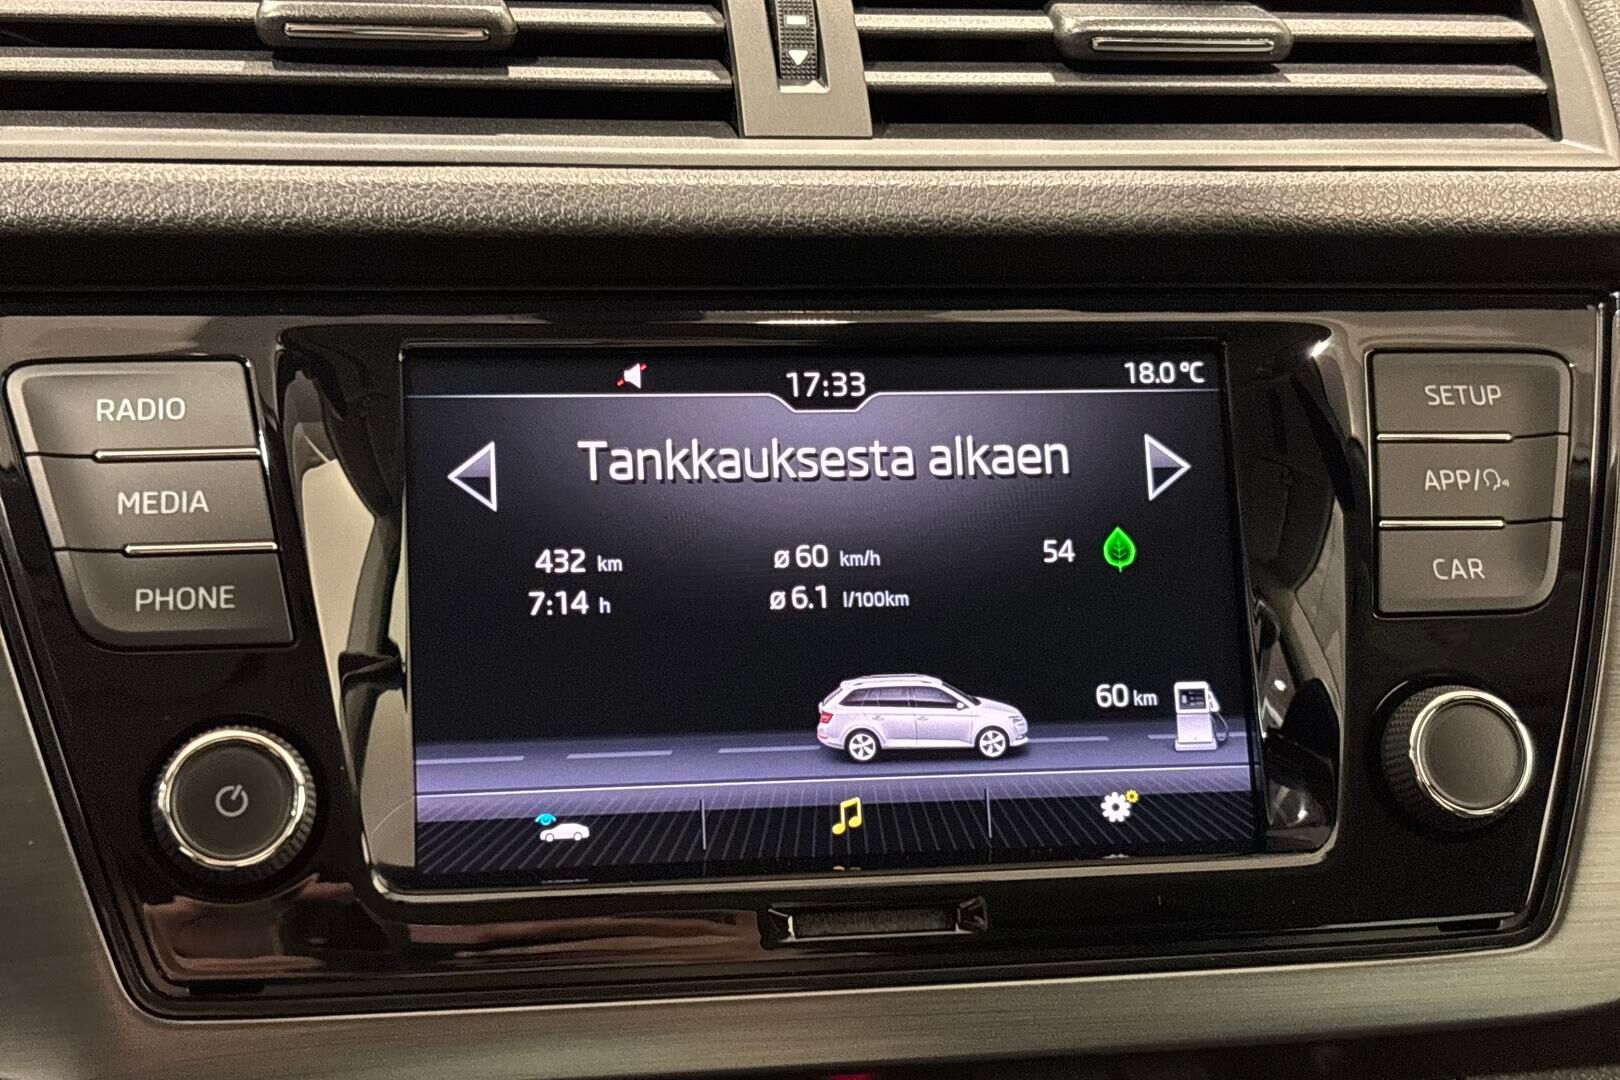 17:33
18.0 °C
Tankkauksesta alkaen
432 km
ø 60 km/h
54
7:14 h
ø 6.1 l/100km
60 km
RADIO
MEDIA
PHONE
SETUP
APP/
CAR